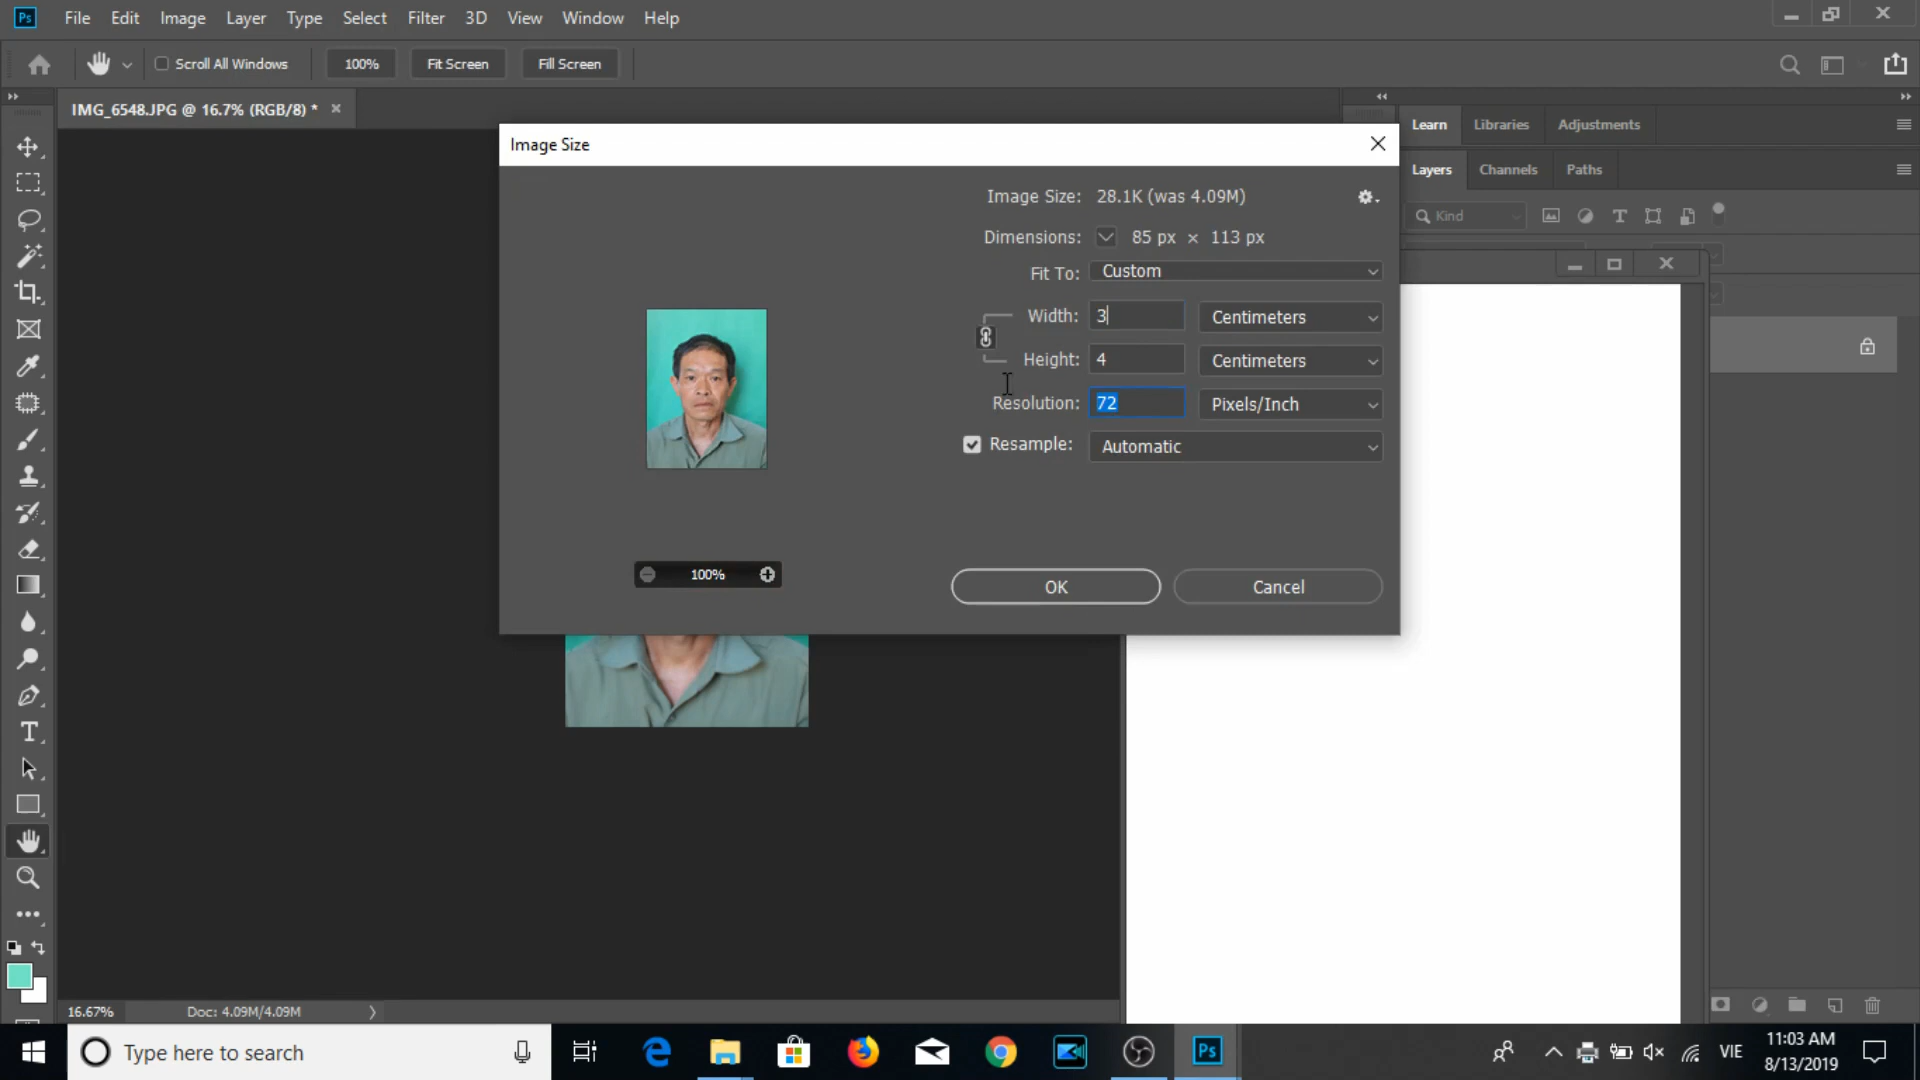 Ps File Edit Image Layer Type Select Filter 3D View Window Help
Scroll All Windows 100% Fit Screen Fill Screen
IMG_6548.JPG @ 16.7% (RGB/8) *
Learn Libraries Adjustments
Layers Channels Paths
Kind
Image Size
Image Size: 28.1K (was 4.09M)
Dimensions: 85 px × 113 px
Fit To: Custom
Width: 3 Centimeters
Height: 4 Centimeters
Resolution: 72 Pixels/Inch
Resample: Automatic
100%
OK Cancel
16.67% Doc: 4.09M/4.09M
Type here to search
Ps
VIE
11:03 AM
8/13/2019